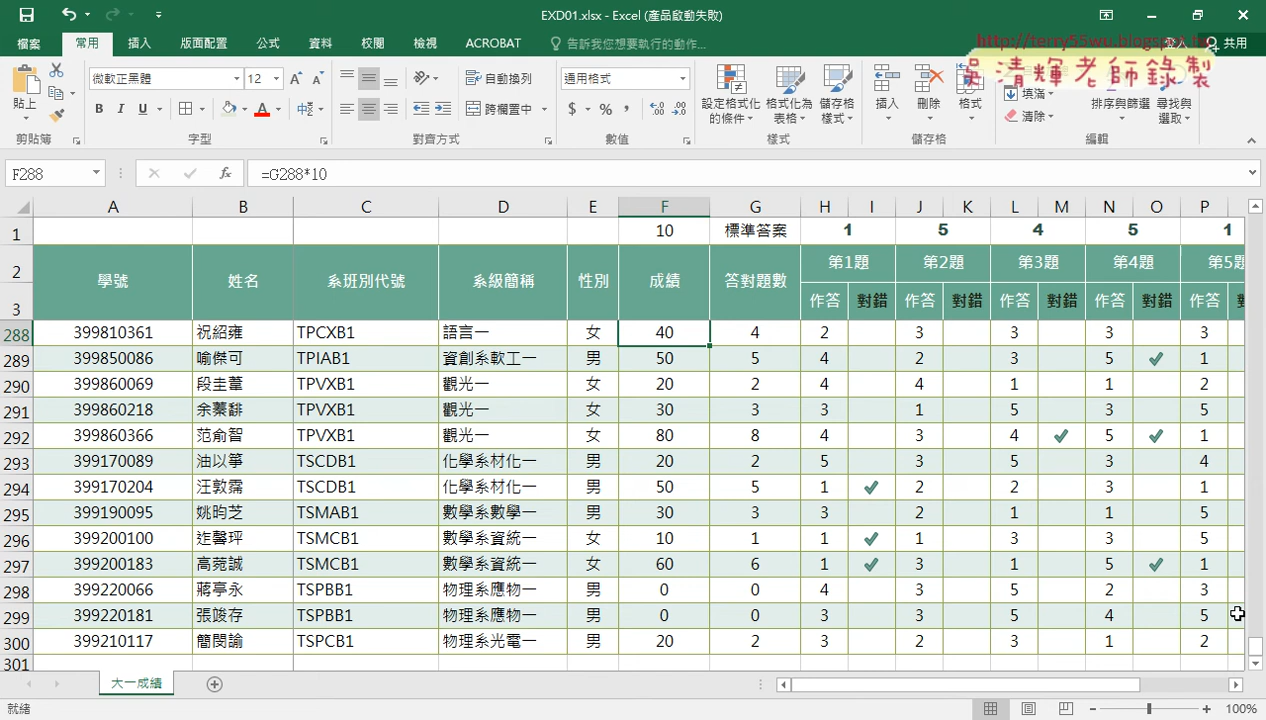 EXD01.xlsx - Excel (產品啟動失敗)
檔案 常用 插入 版面配置 公式 資料 校閱 檢視 ACROBAT 告訴我您想要執行的動作... 登入 共用
http://terry55wu.blogspot.tw
吳清輝老師錄製
貼上 微軟正黑體 12 自動換列 通用格式 設定格式化的條件 格式化為表格 儲存格樣式 插入 刪除 格式 填滿 清除 排序與篩選 尋找與選取
B I U 跨欄置中 $ % ,
剪貼簿 字型 對齊方式 數值 樣式 儲存格 編輯
F288 fx =G288*10
A B C D E F G H I J K L M N O P
1 10 標準答案 1 5 4 5 1
2 學號 姓名 系班別代號 系級簡稱 性別 成績 答對題數 第1題 第2題 第3題 第4題 第5題
3 作答 對錯 作答 對錯 作答 對錯 作答 對錯 作答
288 399810361 祝紹雍 TPCXB1 語言一 女 40 4 2 3 3 3 3
289 399850086 喻傑可 TPIAB1 資創系軟工一 男 50 5 4 2 3 5 ✓ 1
290 399860069 段圭葦 TPVXB1 觀光一 女 20 2 4 4 1 1 2
291 399860218 余蓁 TPVXB1 觀光一 女 30 3 3 1 5 3 5
292 399860366 范俞智 TPVXB1 觀光一 女 80 8 4 3 4 ✓ 5 ✓ 1
293 399170089 油以箏 TSCDB1 化學系材化一 男 20 2 5 3 5 3 4
294 399170204 汪敦霈 TSCDB1 化學系材化一 男 50 5 1 ✓ 2 2 3 1
295 399190095 姚昀芝 TSMAB1 數學系數學一 男 30 3 3 2 1 1 5
296 399200100 TSMCB1 數學系資統一 女 10 1 1 ✓ 1 3 3 5
297 399200183 高菀誠 TSMCB1 數學系資統一 女 60 6 1 ✓ 3 1 5 ✓ 1
298 399220066 蔣亭永 TSPBB1 物理系應物一 男 0 0 4 3 5 2 3
299 399220181 張竣存 TSPBB1 物理系應物一 男 0 0 3 3 5 4 5
300 399210117 簡閔諭 TSPCB1 物理系光電一 男 20 2 3 2 3 1 2
301
大一成績
就緒 100%